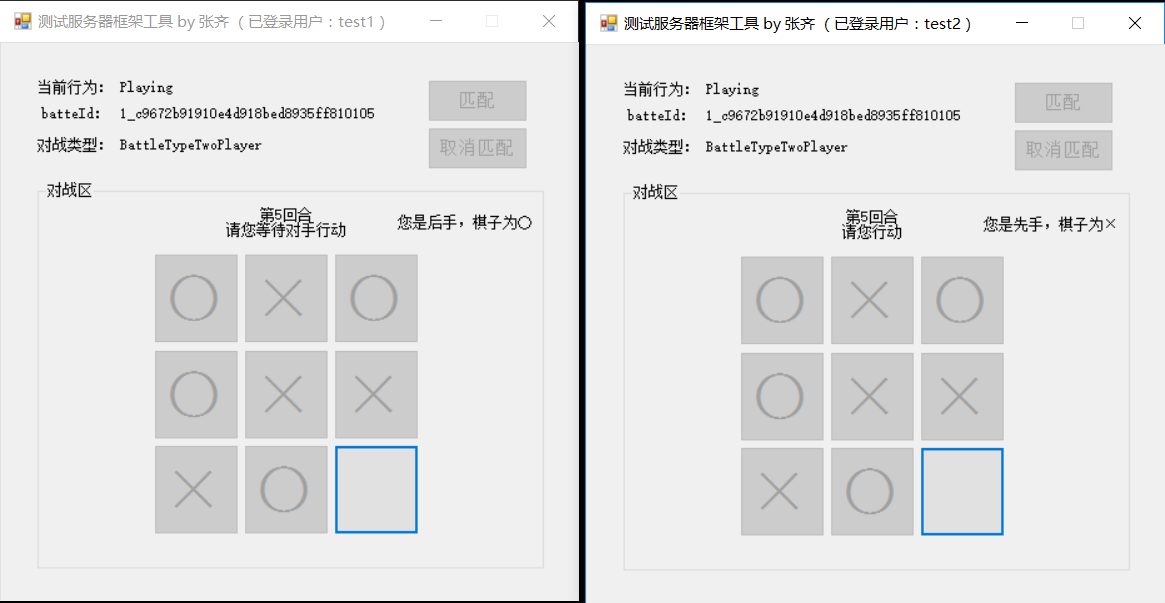 测试服务器框架工具 by 张齐（已登录用户：test1）
当前行为： Playing
匹配
batteId： 1_c9672b91910e4d918bed8935ff810105
对战类型： BattleTypeTwoPlayer
取消匹配
对战区
第5回合
请您等待对手行动
您是后手，棋子为○
○ × ○
○ × ×
× ○
测试服务器框架工具 by 张齐（已登录用户：test2）
当前行为： Playing
匹配
batteId： 1_c9672b91910e4d918bed8935ff810105
对战类型： BattleTypeTwoPlayer
取消匹配
对战区
第5回合
请您行动
您是先手，棋子为×
○ × ○
○ × ×
× ○